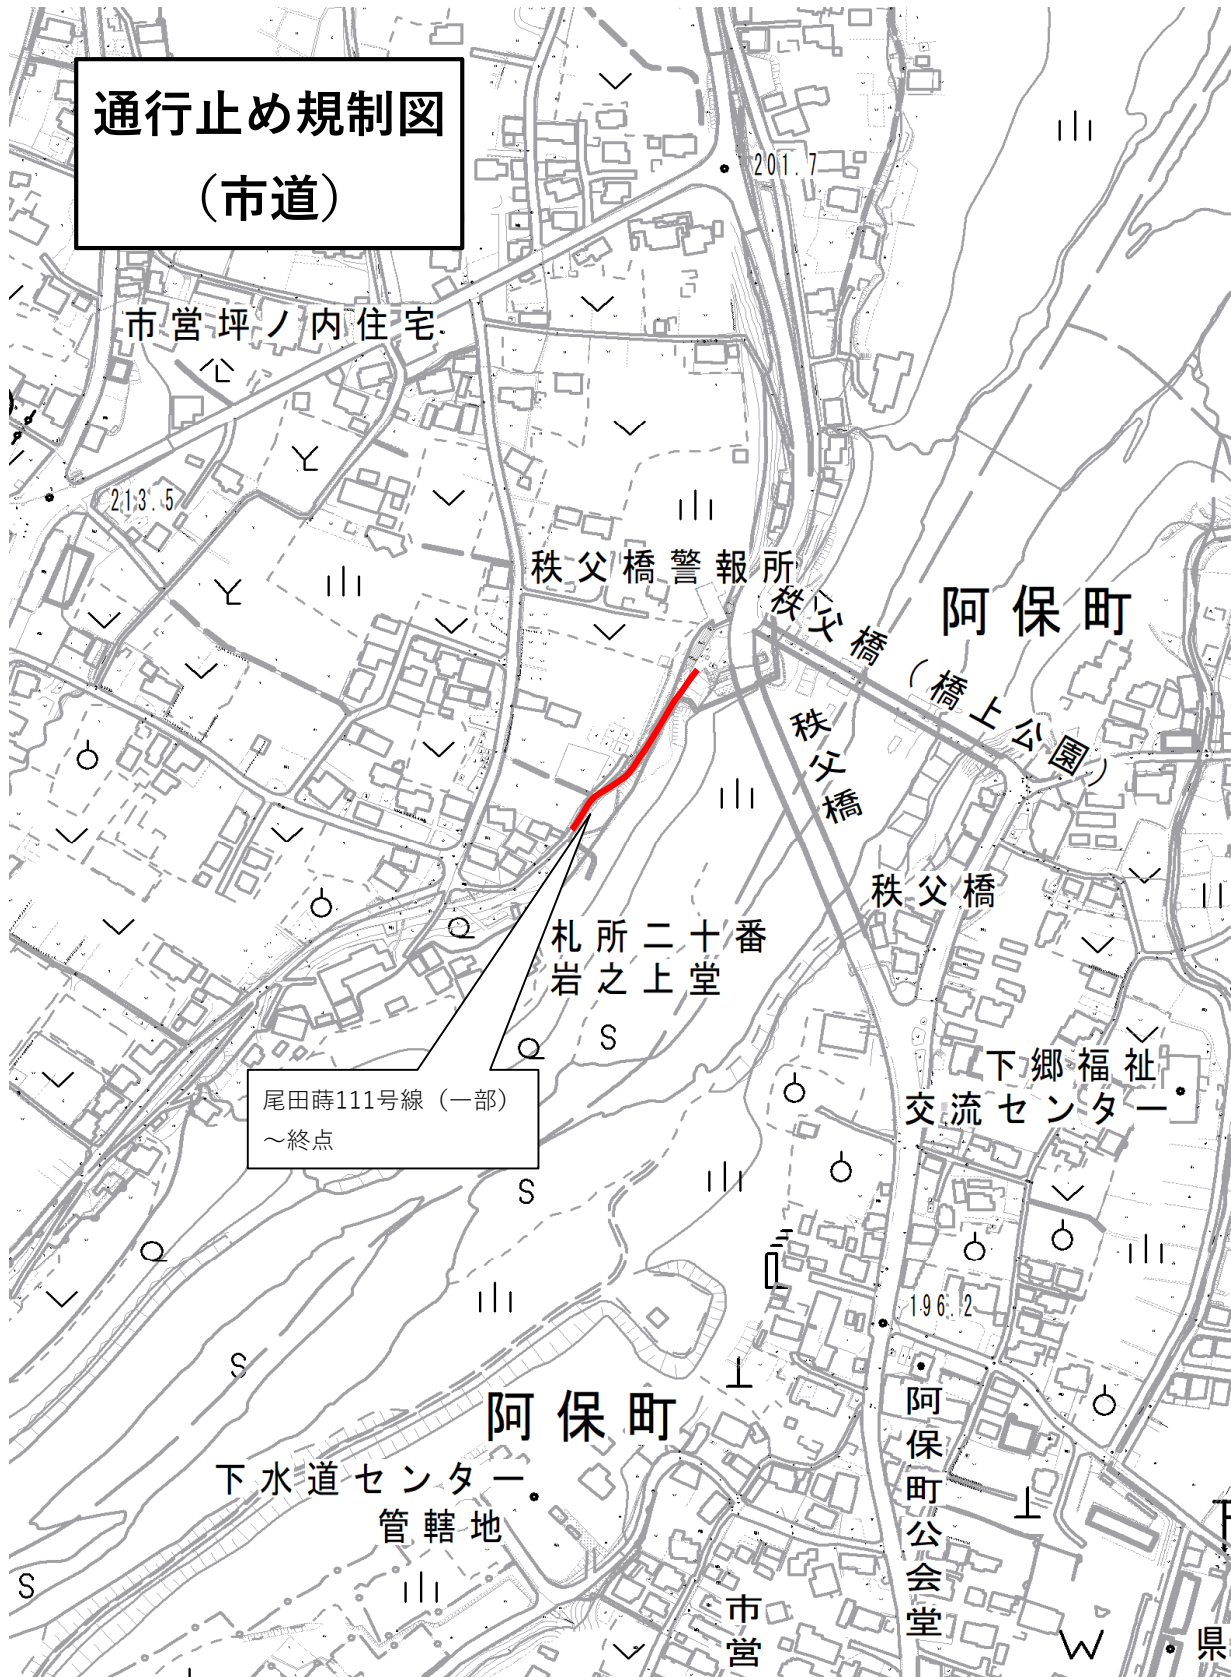 通行止め規制図
（市道）
201.7
市営坪ノ内住宅
213.5
秩父橋警報所
阿保町
秩父橋（橋上公園）
秩父橋
秩父橋
札所二十番
岩之上堂
下郷福祉
交流センター
尾田蒔111号線（一部）
～終点
S
S
196.2
S
阿保町
阿保町公会堂
下水道センター
管轄地
S
市営
県